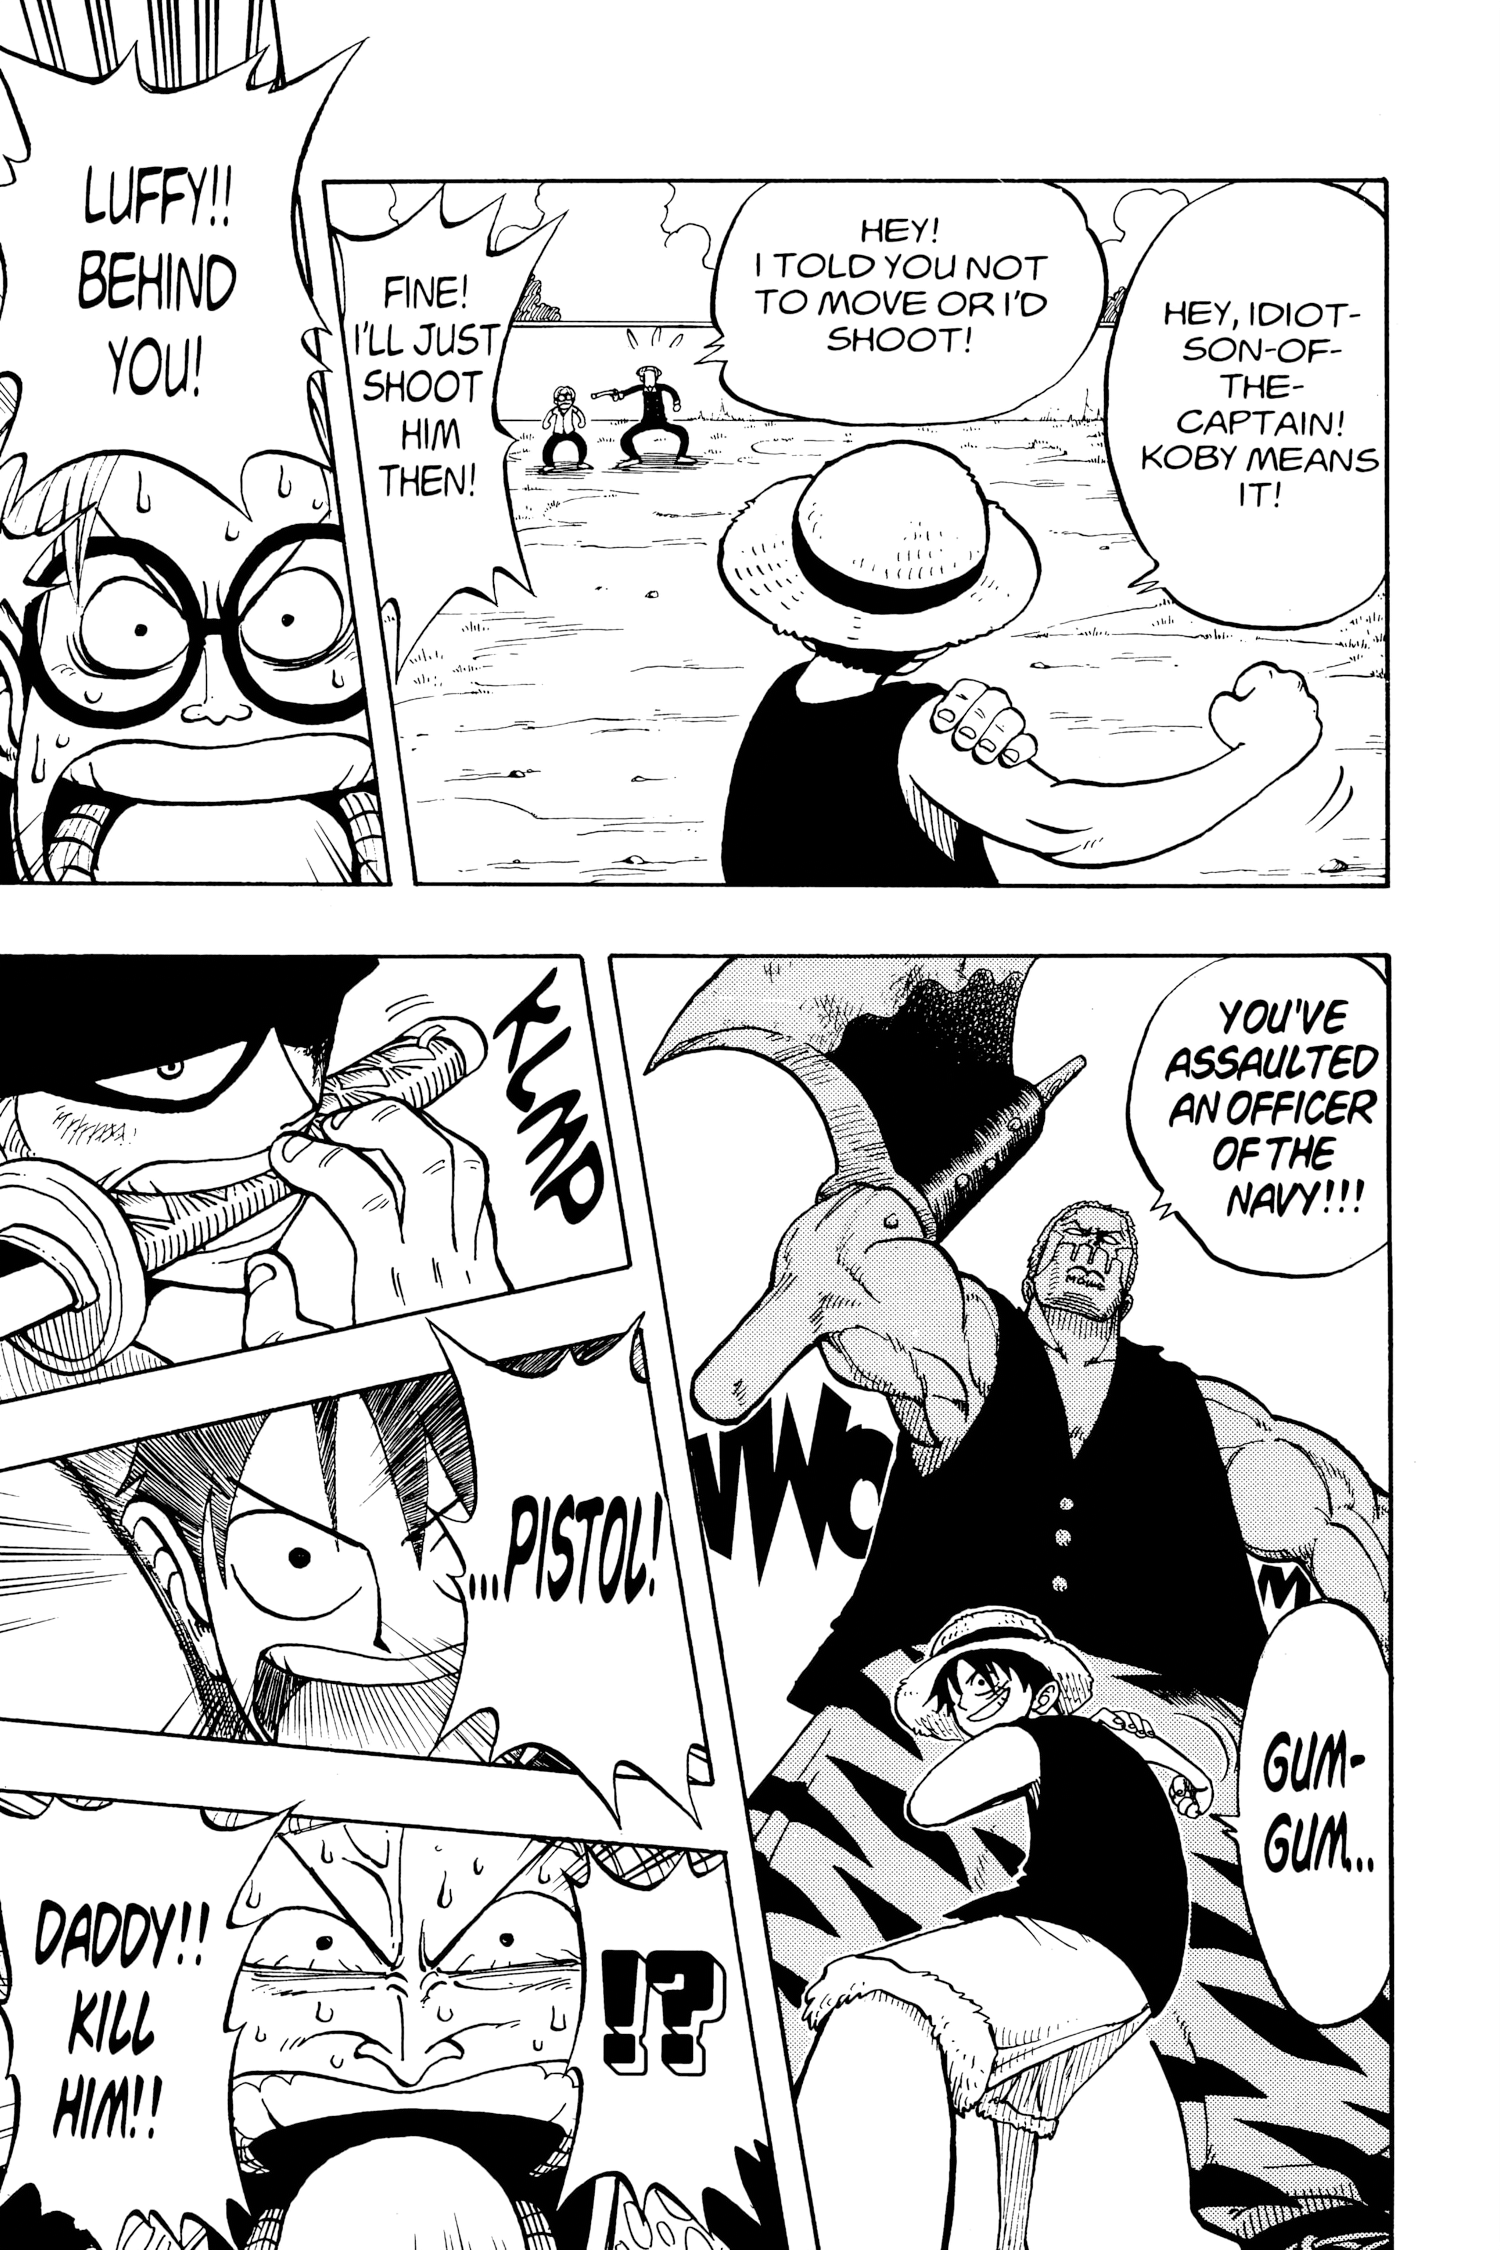 HEY, IDIOT-
SON-OF-
THE-
CAPTAIN!
KOBY MEANS
IT!
HEY!
I TOLD YOU NOT
TO MOVE OR I'D
SHOOT!
FINE!
I'LL JUST
SHOOT
HIM
THEN!
LUFFY!!
BEHIND
YOU!
YOU'VE
ASSAULTED
AN OFFICER
OF THE
NAVY!!!
GUM-
GUM...
KLMP
...PISTOL!
!?
DADDY!!
KILL
HIM!!